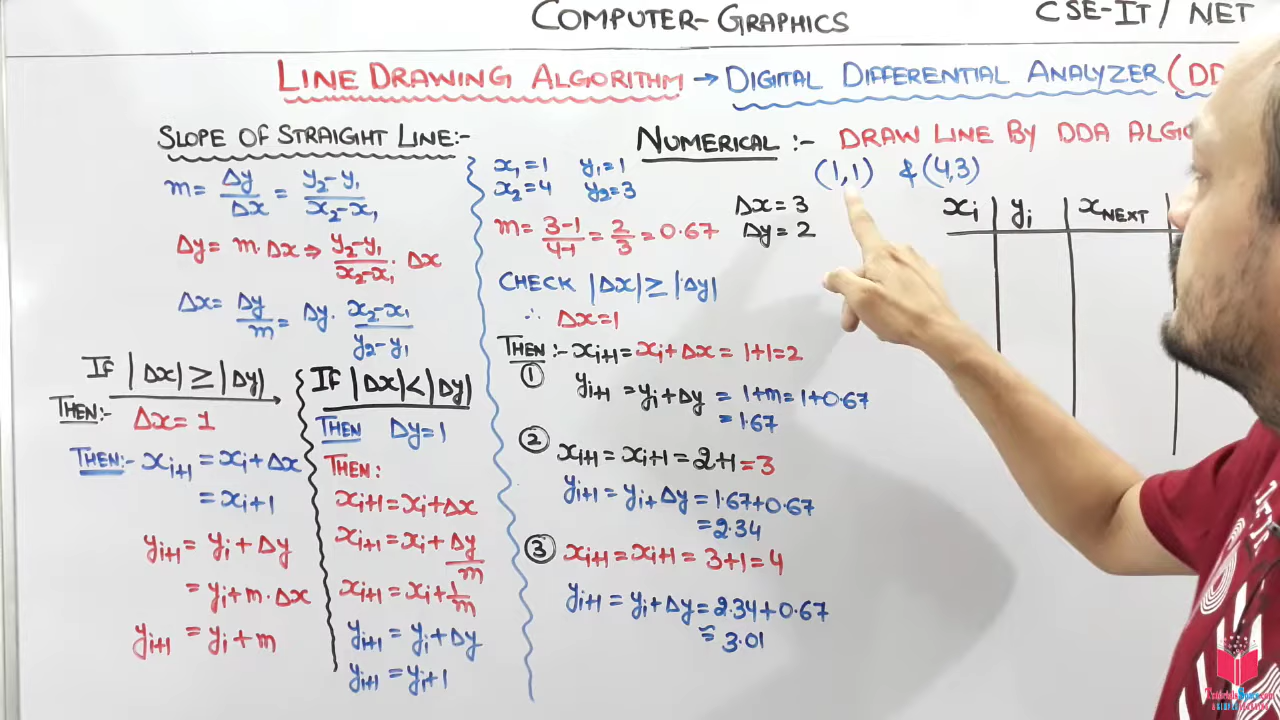 COMPUTER-GRAPHICS
CSE-IT / NET
LINE DRAWING ALGORITHM → DIGITAL DIFFERENTIAL ANALYZER (DD
SLOPE OF STRAIGHT LINE:-
m = Δy/Δx = y₂-y₁/x₂-x₁
Δy = m.Δx ⇒ y₂-y₁/x₂-x₁ . Δx
Δx = Δy/m = Δy. x₂-x₁/y₂-y₁
IF |Δx| ≥ |Δy|
THEN:- Δx = 1
THEN:- xᵢ₊₁ = xᵢ+Δx
= xᵢ+1
yᵢ₊₁ = yᵢ+Δy
= yᵢ+m.Δx
yᵢ₊₁ = yᵢ+m
IF |Δx| < |Δy|
THEN Δy=1
THEN:
xᵢ₊₁ = xᵢ+Δx
xᵢ₊₁ = xᵢ+Δy/m
xᵢ₊₁ = xᵢ+1/m
yᵢ₊₁ = yᵢ+Δy
yᵢ₊₁ = yᵢ+1
NUMERICAL :- DRAW LINE BY DDA ALGO
(1,1) & (4,3)
x₁=1 y₁=1
x₂=4 y₂=3
Δx = 3
Δy = 2
m = 3-1/4-1 = 2/3 = 0.67
CHECK |Δx| ≥ |Δy|
∴ Δx=1
THEN :- xᵢ₊₁ = xᵢ+Δx = 1+1=2
① yᵢ₊₁ = yᵢ+Δy = 1+m = 1+0.67
= 1.67
② xᵢ₊₁ = xᵢ+1 = 2+1 = 3
yᵢ₊₁ = yᵢ+Δy = 1.67+0.67
= 2.34
③ xᵢ₊₁ = xᵢ+1 = 3+1 = 4
yᵢ₊₁ = yᵢ+Δy = 2.34+0.67
≈ 3.01
xᵢ yᵢ xNEXT
TutorialsSpace.com